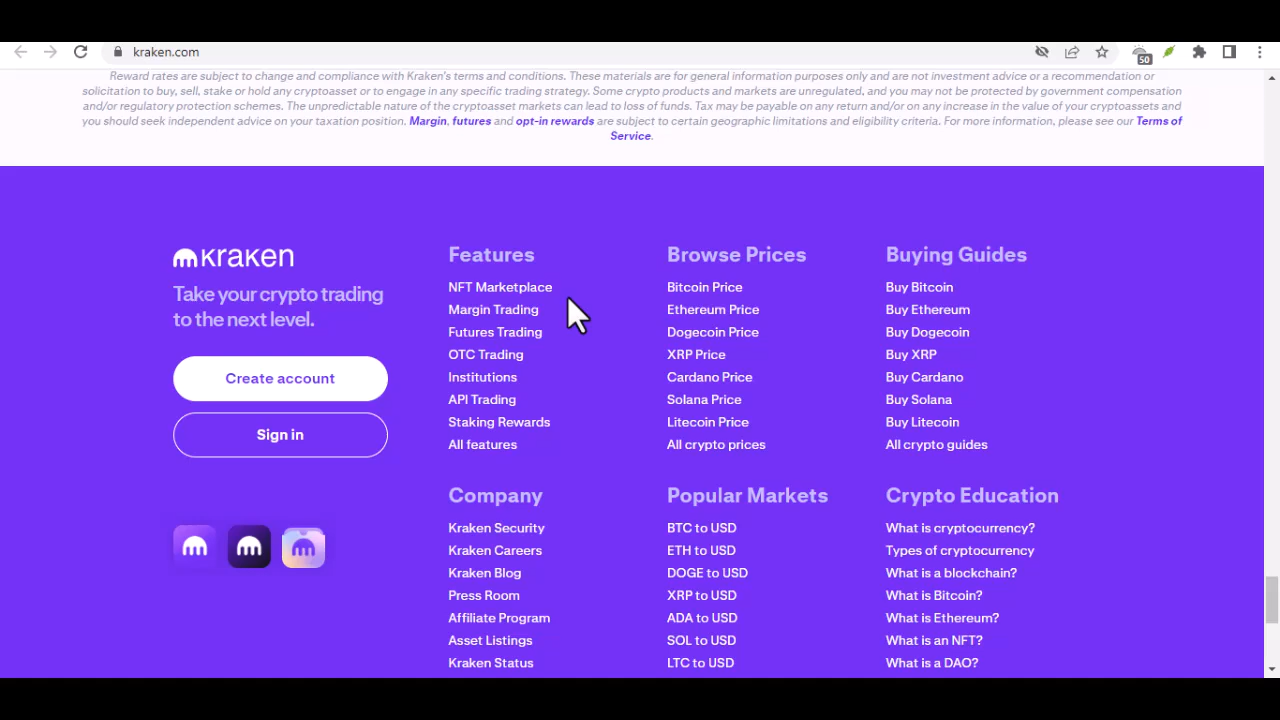 kraken.com
50
Reward rates are subject to change and compliance with Kraken's terms and conditions. These materials are for general information purposes only and are not investment advice or a recommendation or
solicitation to buy, sell, stake or hold any cryptoasset or to engage in any specific trading strategy. Some crypto products and markets are unregulated, and you may not be protected by government compensation
and/or regulatory protection schemes. The unpredictable nature of the cryptoasset markets can lead to loss of funds. Tax may be payable on any return and/or on any increase in the value of your cryptoassets and
you should seek independent advice on your taxation position. Margin, futures and opt-in rewards are subject to certain geographic limitations and eligibility criteria. For more information, please see our Terms of
Service.
kraken
Take your crypto trading
to the next level.
Create account
Sign in
Features
NFT Marketplace
Margin Trading
Futures Trading
OTC Trading
Institutions
API Trading
Staking Rewards
All features
Browse Prices
Bitcoin Price
Ethereum Price
Dogecoin Price
XRP Price
Cardano Price
Solana Price
Litecoin Price
All crypto prices
Buying Guides
Buy Bitcoin
Buy Ethereum
Buy Dogecoin
Buy XRP
Buy Cardano
Buy Solana
Buy Litecoin
All crypto guides
Company
Kraken Security
Kraken Careers
Kraken Blog
Press Room
Affiliate Program
Asset Listings
Kraken Status
Popular Markets
BTC to USD
ETH to USD
DOGE to USD
XRP to USD
ADA to USD
SOL to USD
LTC to USD
Crypto Education
What is cryptocurrency?
Types of cryptocurrency
What is a blockchain?
What is Bitcoin?
What is Ethereum?
What is an NFT?
What is a DAO?